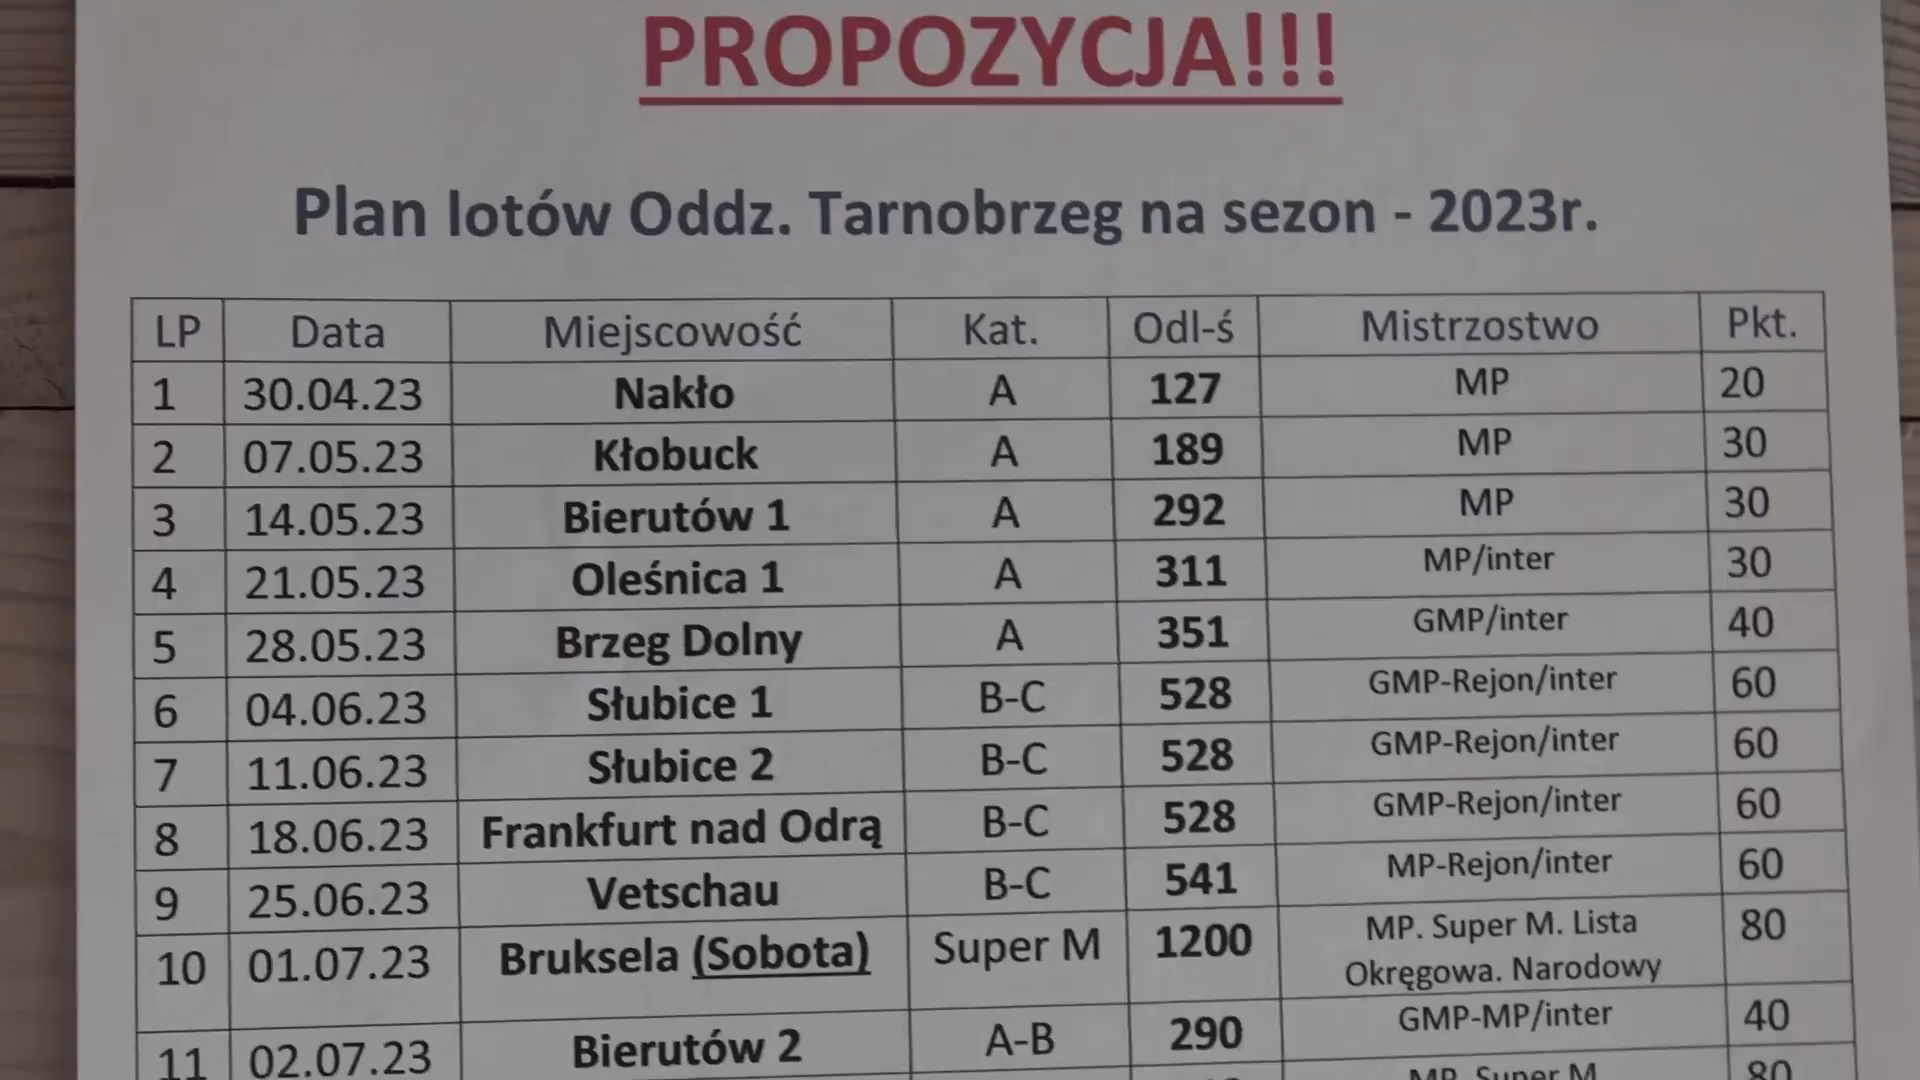 PROPOZYCJA!!!
Plan lotów Oddz. Tarnobrzeg na sezon - 2023r.
LP Data Miejscowość Kat. Odl-ś Mistrzostwo Pkt.
1 30.04.23 Nakło A 127 MP 20
2 07.05.23 Kłobuck A 189 MP 30
3 14.05.23 Bierutów 1 A 292 MP 30
4 21.05.23 Oleśnica 1 A 311 MP/inter 30
5 28.05.23 Brzeg Dolny A 351 GMP/inter 40
6 04.06.23 Słubice 1 B-C 528 GMP-Rejon/inter 60
7 11.06.23 Słubice 2 B-C 528 GMP-Rejon/inter 60
8 18.06.23 Frankfurt nad Odrą B-C 528 GMP-Rejon/inter 60
9 25.06.23 Vetschau B-C 541 MP-Rejon/inter 60
10 01.07.23 Bruksela (Sobota) Super M 1200 MP. Super M. Lista 80
Okręgowa. Narodowy
11 02.07.23 Bierutów 2 A-B 290 GMP-MP/inter 40
MP. Super M 80